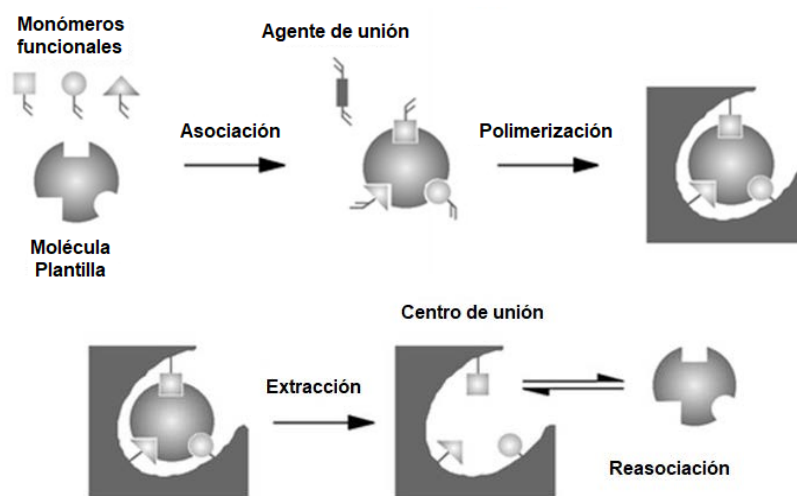 Monómeros
funcionales
Agente de unión
Asociación
Polimerización
Molécula
Plantilla
Centro de unión
Extracción
Reasociación